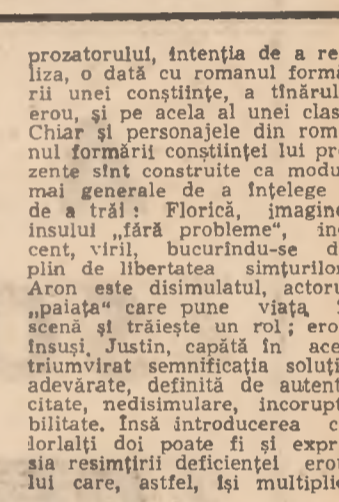 prozatorului, intenția de a re
liza, o dată cu romanul formă
rii unei conștiințe, a tînărul
erou, și pe acela al unei clas
Chiar și personajele din rom
nul formării conștiinței lui pr
zente sînt construite ca modu
mai generale de a înțelege
de a trăi : Florică, imagin
insului „fără probleme“, in
cent, viril, bucurîndu-se d
plin de libertatea simțurilo
Aron este disimulatul, actoru
„paiața“ care pune viața
scenă și trăiește un rol ; ero
însuși, Justin, capătă în ace
triumvirat semnificația soluți
adevărate, definită de autent
citate, nedisimulare, incorupt
bilitate. Însă introducerea c
lorlalți doi poate fi și expr
sia resimțirii deficienței ero
lui care, astfel, își multipli